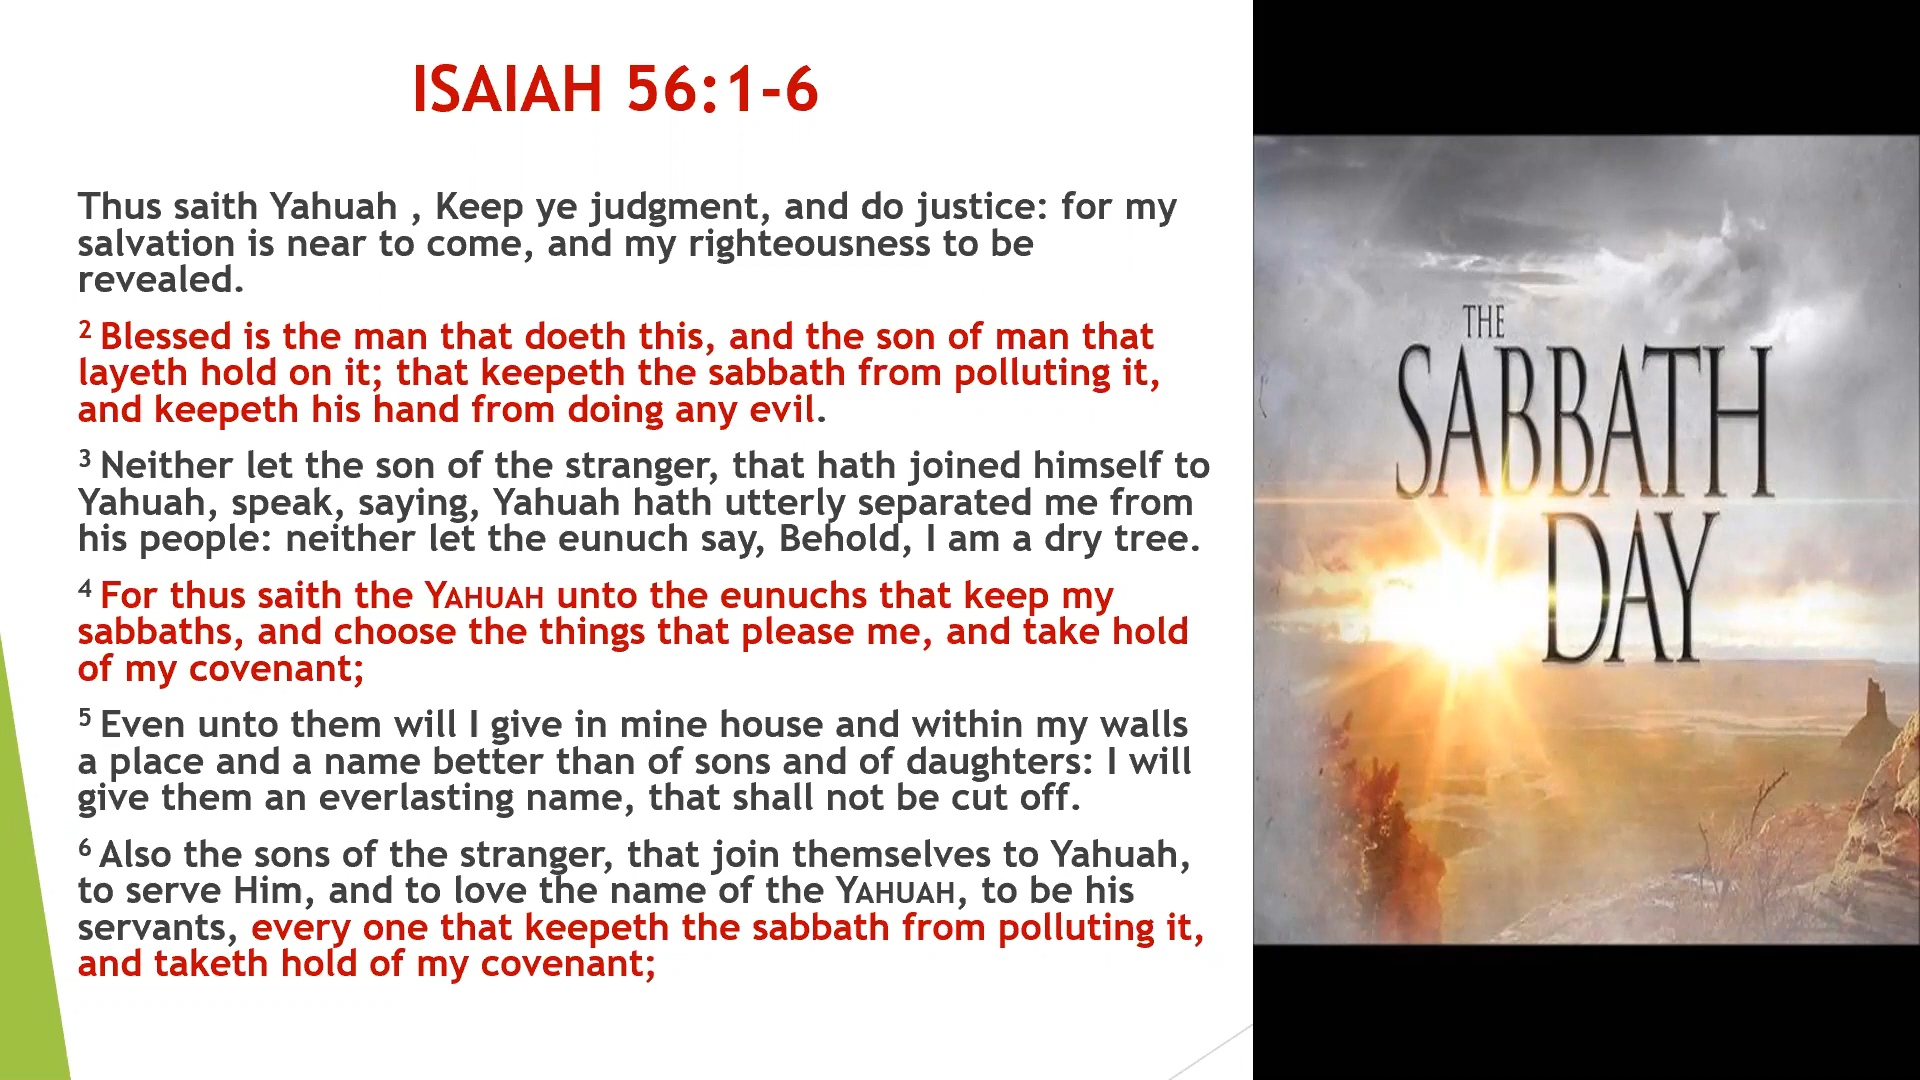 ISAIAH 56:1-6
Thus saith Yahuah , Keep ye judgment, and do justice: for my
salvation is near to come, and my righteousness to be
revealed.
2 Blessed is the man that doeth this, and the son of man that
layeth hold on it; that keepeth the sabbath from polluting it,
and keepeth his hand from doing any evil.
3 Neither let the son of the stranger, that hath joined himself to
Yahuah, speak, saying, Yahuah hath utterly separated me from
his people: neither let the eunuch say, Behold, I am a dry tree.
4 For thus saith the YAHUAH unto the eunuchs that keep my
sabbaths, and choose the things that please me, and take hold
of my covenant;
5 Even unto them will I give in mine house and within my walls
a place and a name better than of sons and of daughters: I will
give them an everlasting name, that shall not be cut off.
6 Also the sons of the stranger, that join themselves to Yahuah,
to serve Him, and to love the name of the YAHUAH, to be his
servants, every one that keepeth the sabbath from polluting it,
and taketh hold of my covenant;
THE
SABBATH
DAY